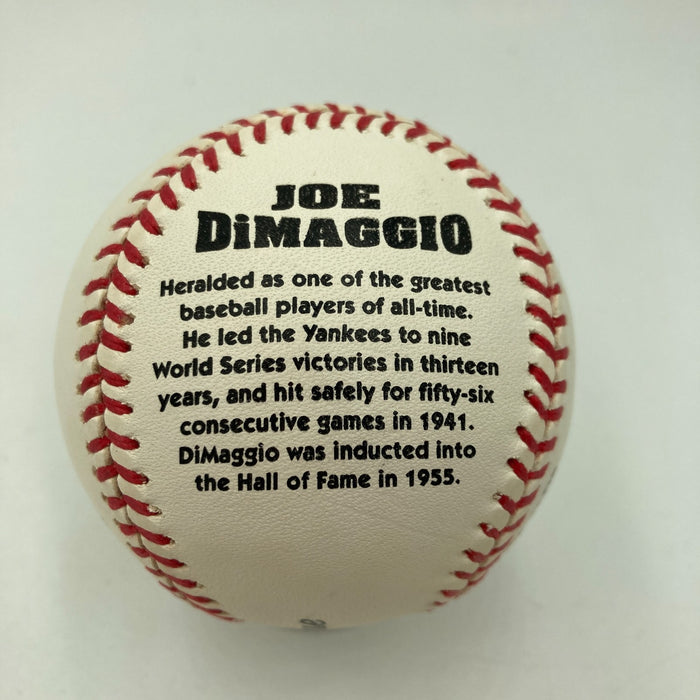 JOE
DiMAGGIO
Heralded as one of the greatest
baseball players of all-time.
He led the Yankees to nine
World Series victories in thirteen
years, and hit safely for fifty-six
consecutive games in 1941.
DiMaggio was inducted into
the Hall of Fame in 1955.